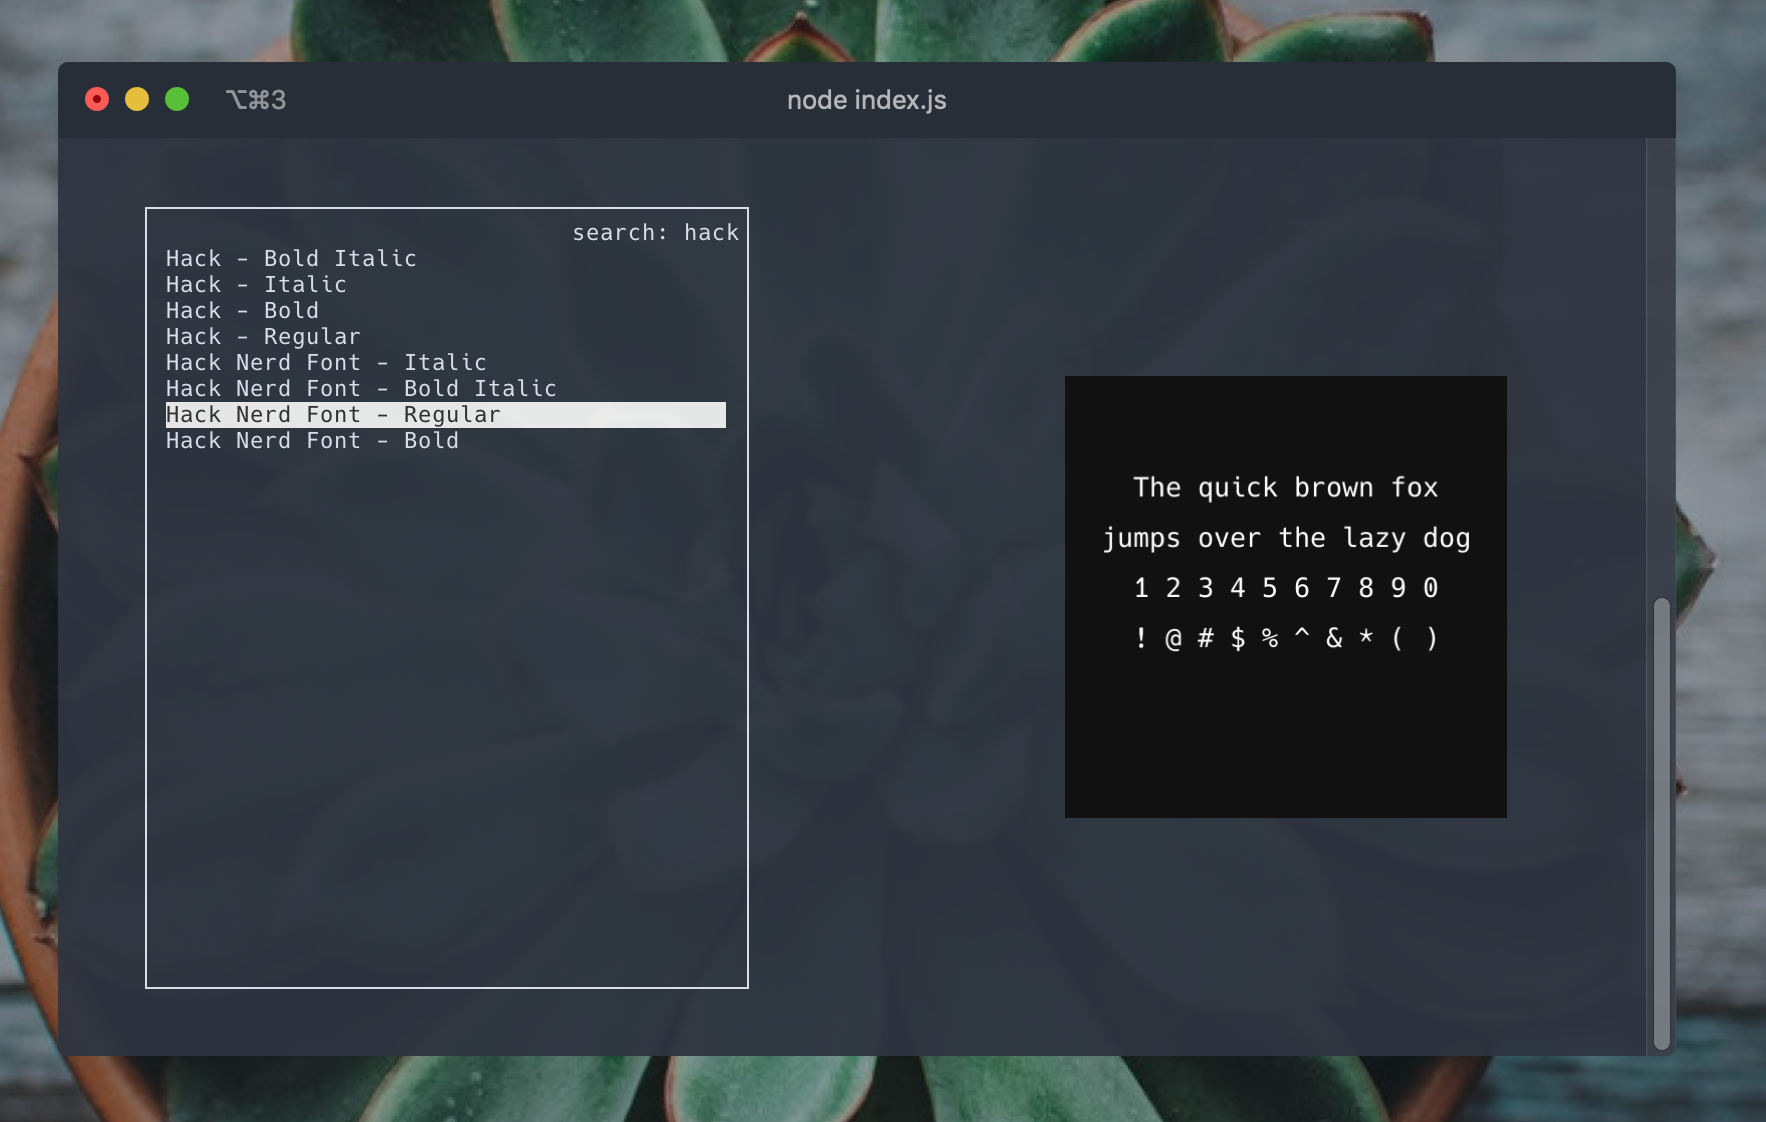 ⌥⌘3
node index.js
search: hack
Hack - Bold Italic
Hack - Italic
Hack - Bold
Hack - Regular
Hack Nerd Font - Italic
Hack Nerd Font - Bold Italic
Hack Nerd Font - Regular
Hack Nerd Font - Bold
The quick brown fox
jumps over the lazy dog
1 2 3 4 5 6 7 8 9 0
! @ # $ % ^ & * ( )